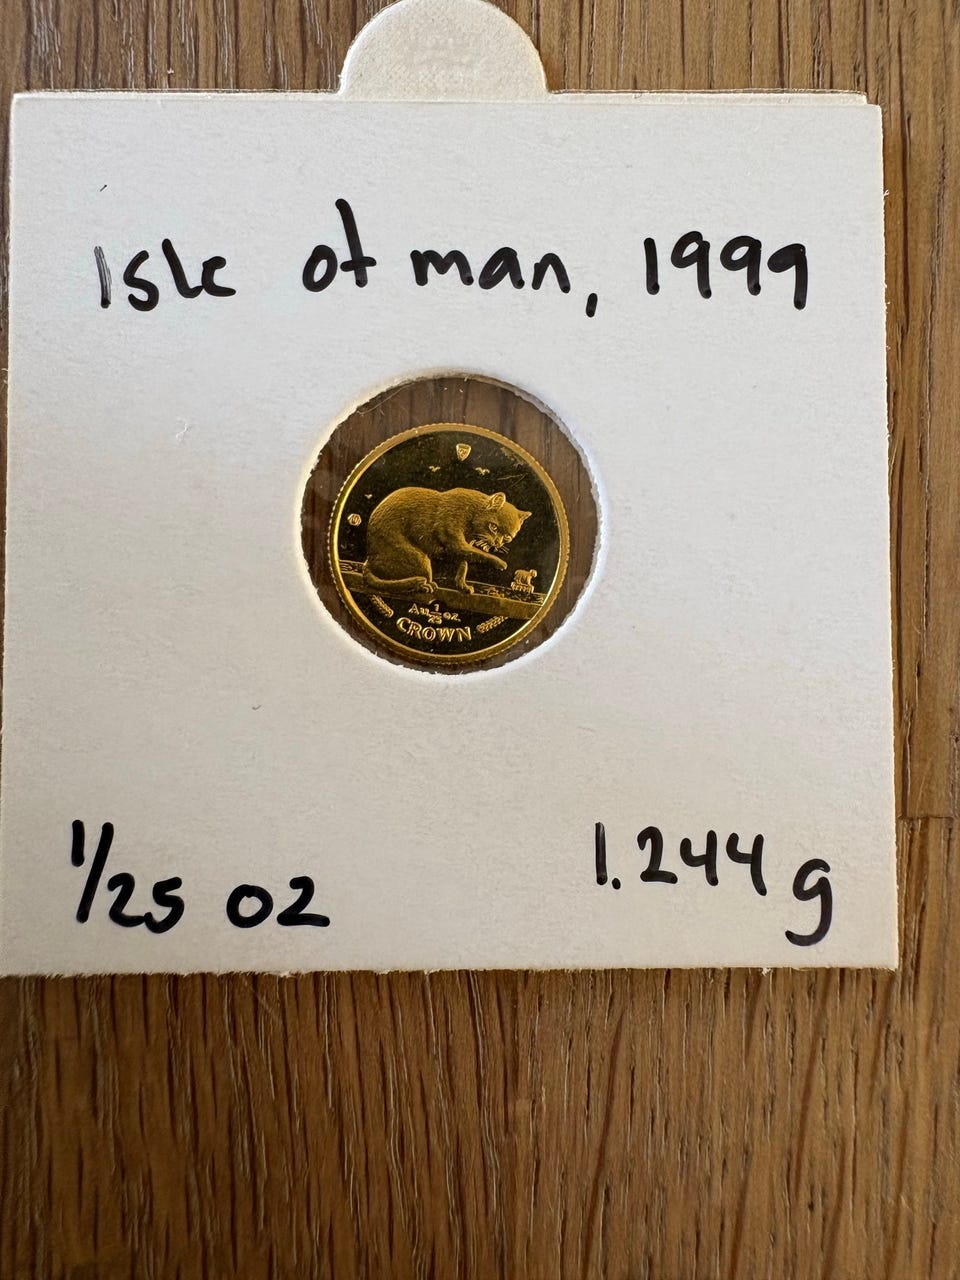 Isle of man, 1999
Au 1/25 oz.
CROWN
1/25 oz 1.244 g